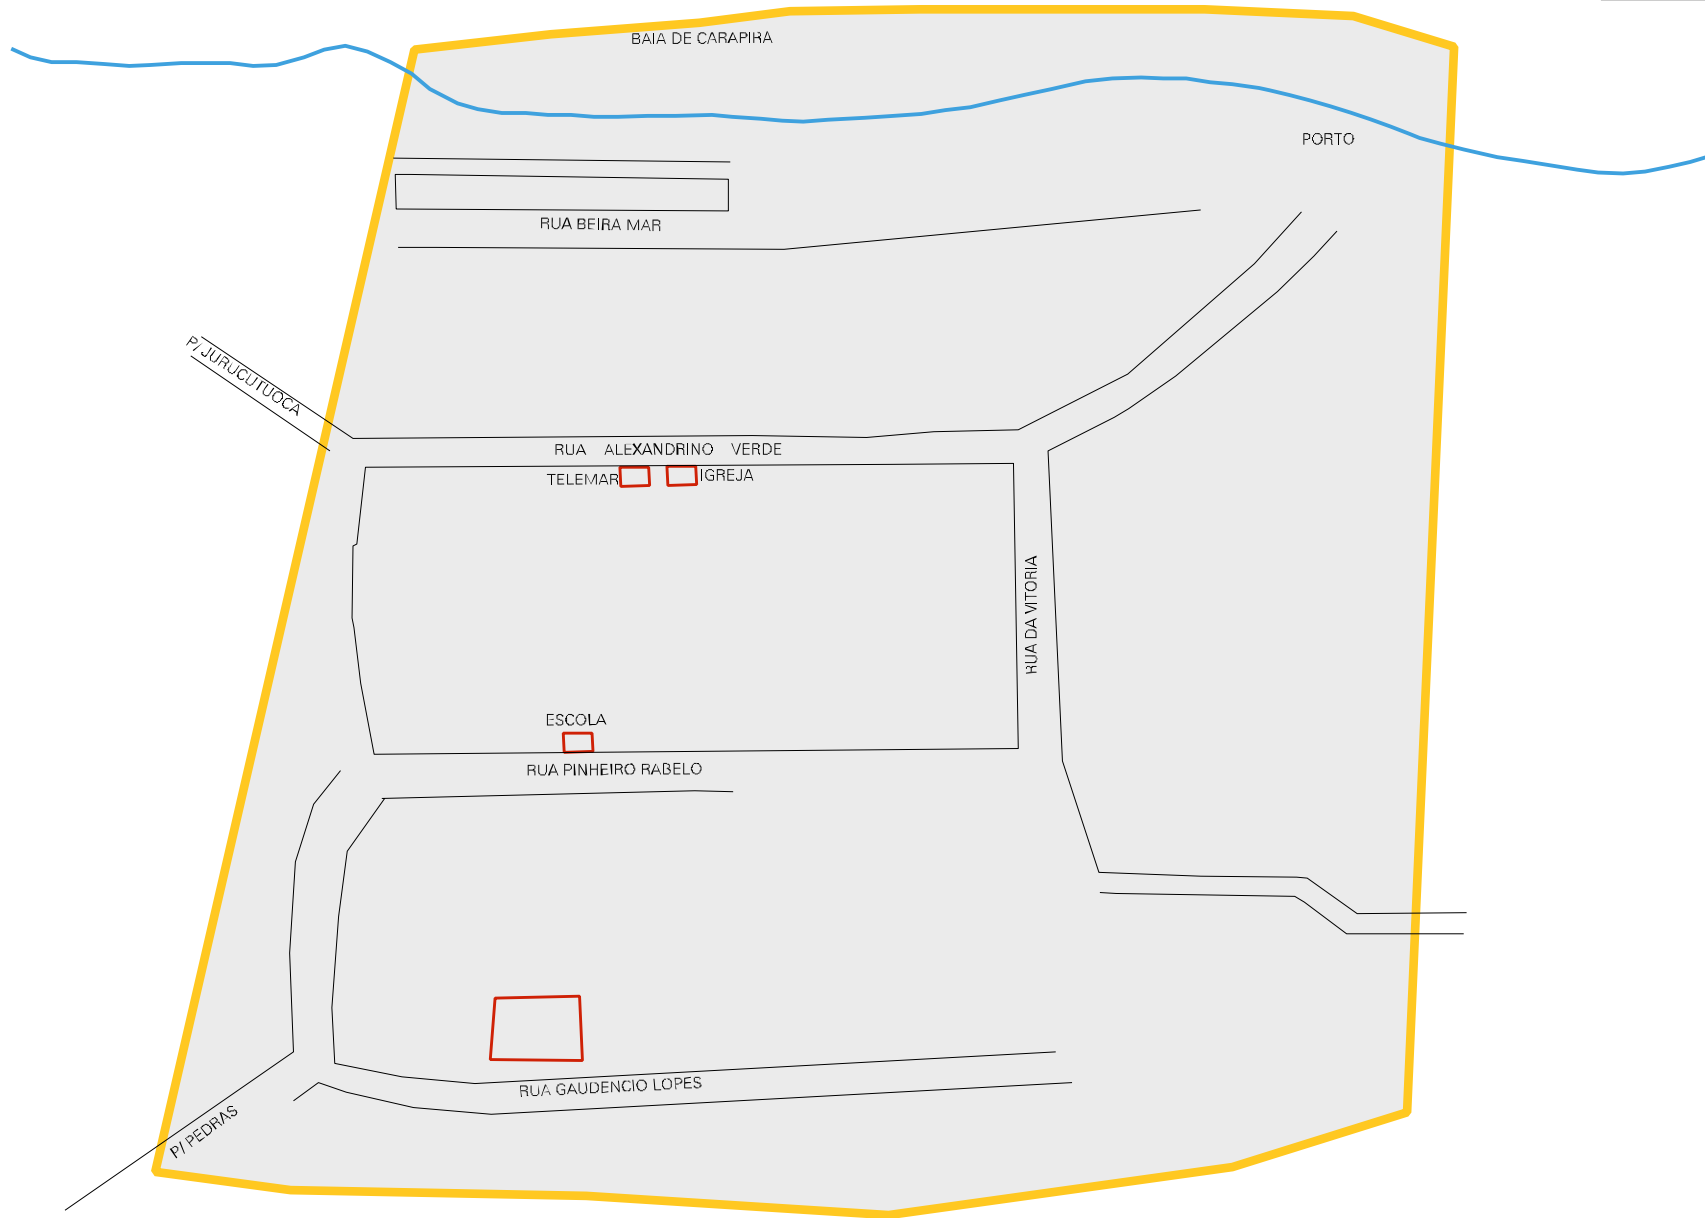 BAIA DE CARAPIRA
PORTO
RUA BEIRA MAR
P/ JURUCUTUOCA
RUA ALEXANDRINO VERDE
TELEMAR
IGREJA
RUA DA VITORIA
ESCOLA
RUA PINHEIRO RABELO
RUA GAUDENCIO LOPES
P/ PEDRAS